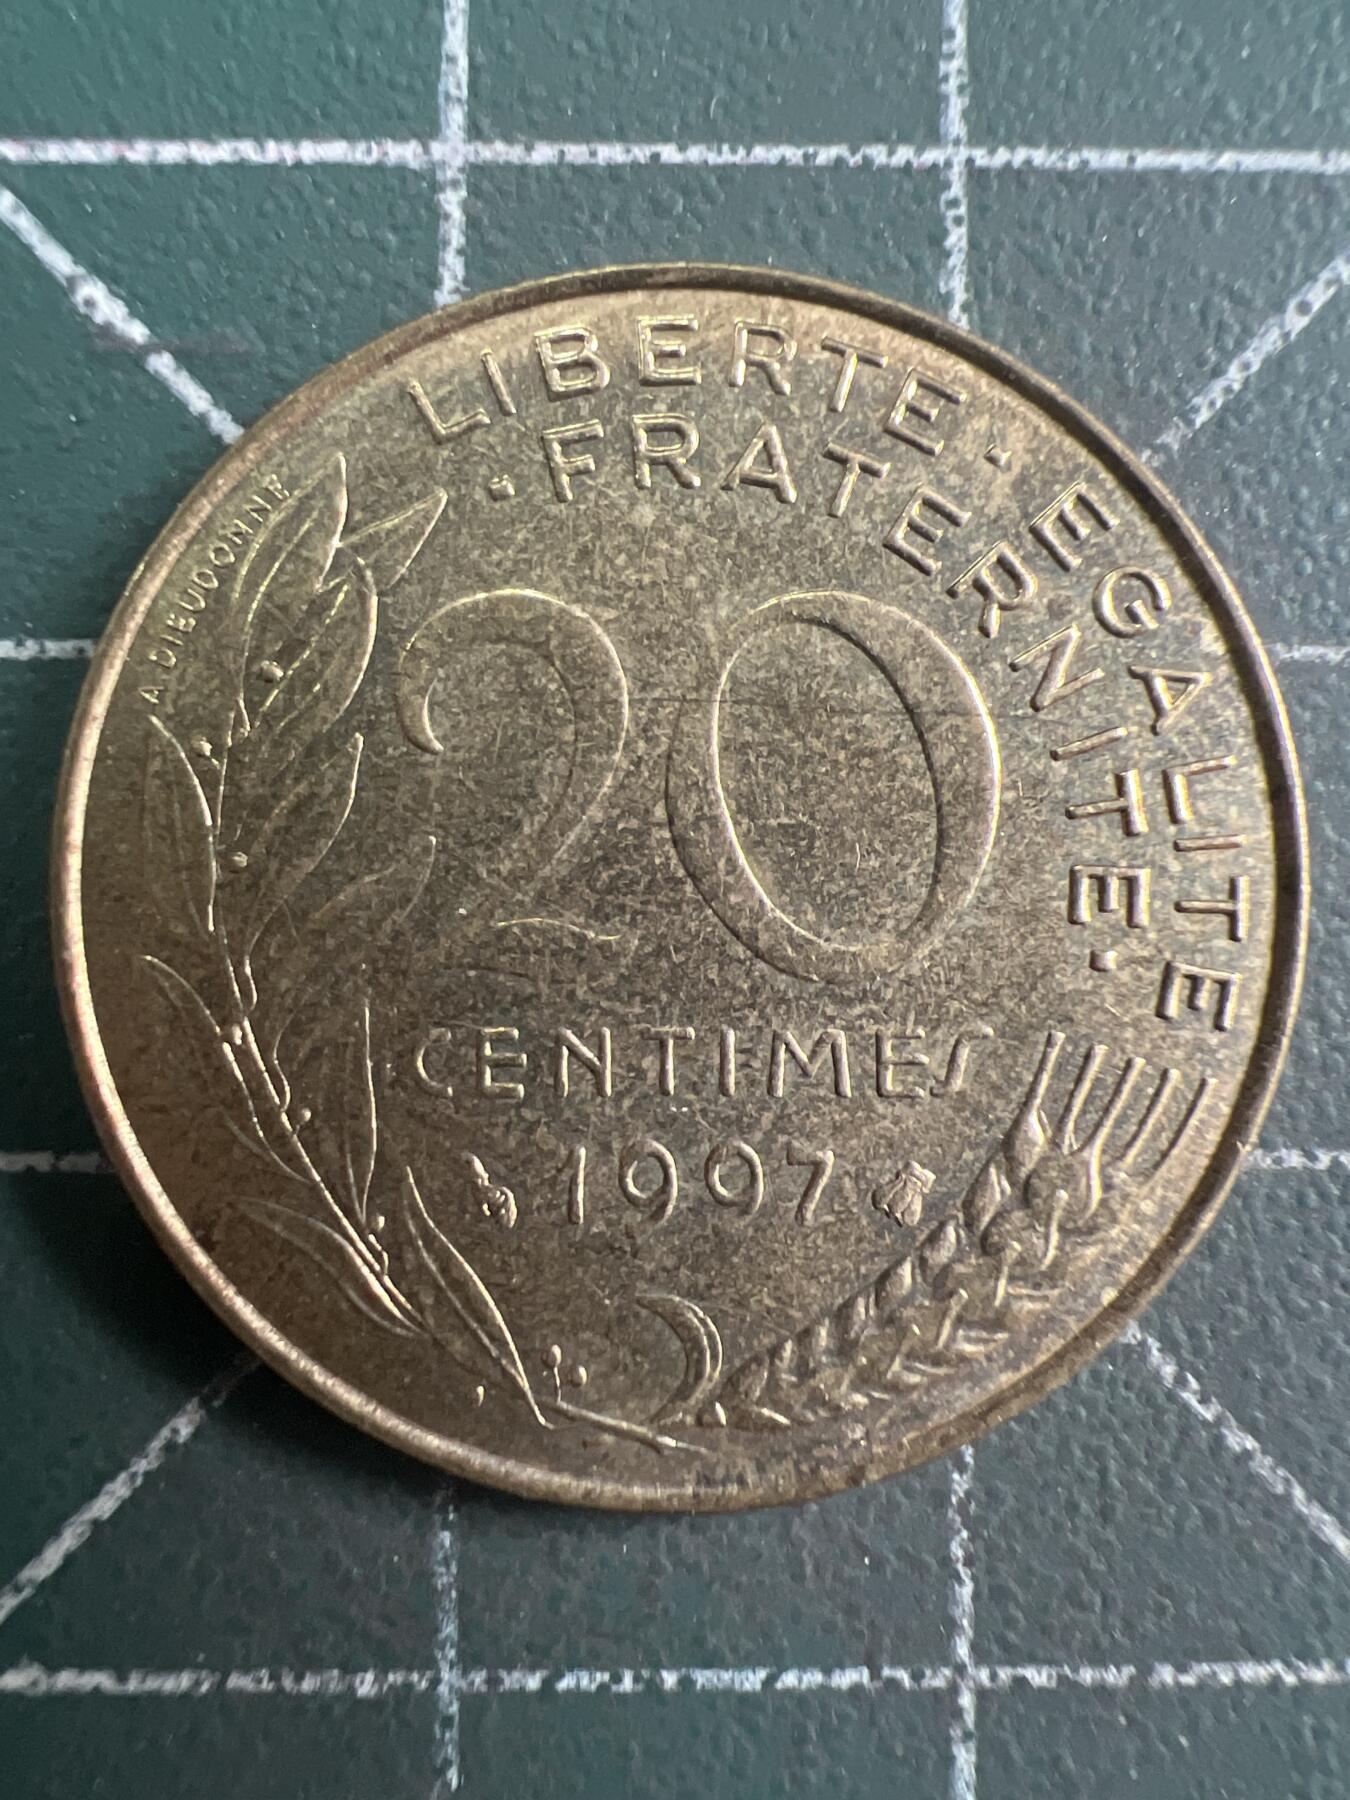 LIBERTE · EGALITE
· FRATERNITE ·
A.DIEUDONNE
20
CENTIMES
1997